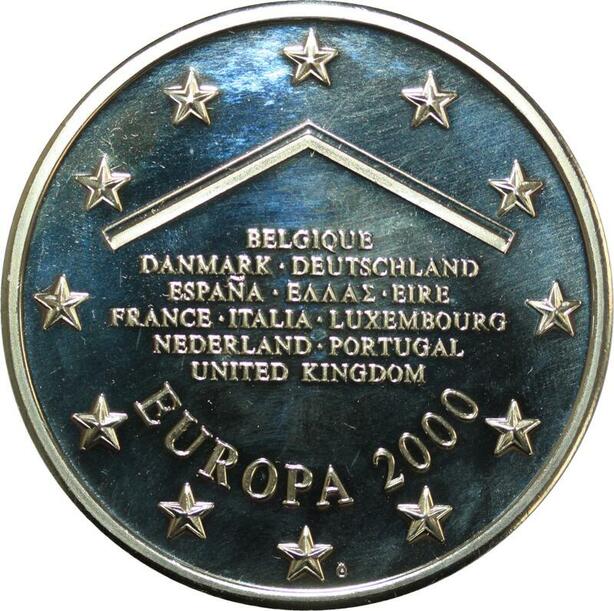 BELGIQUE
DANMARK · DEUTSCHLAND
ESPAÑA · ΕΛΛΑΣ · EIRE
FRANCE · ITALIA · LUXEMBOURG
NEDERLAND · PORTUGAL
UNITED KINGDOM
EUROPA 2000